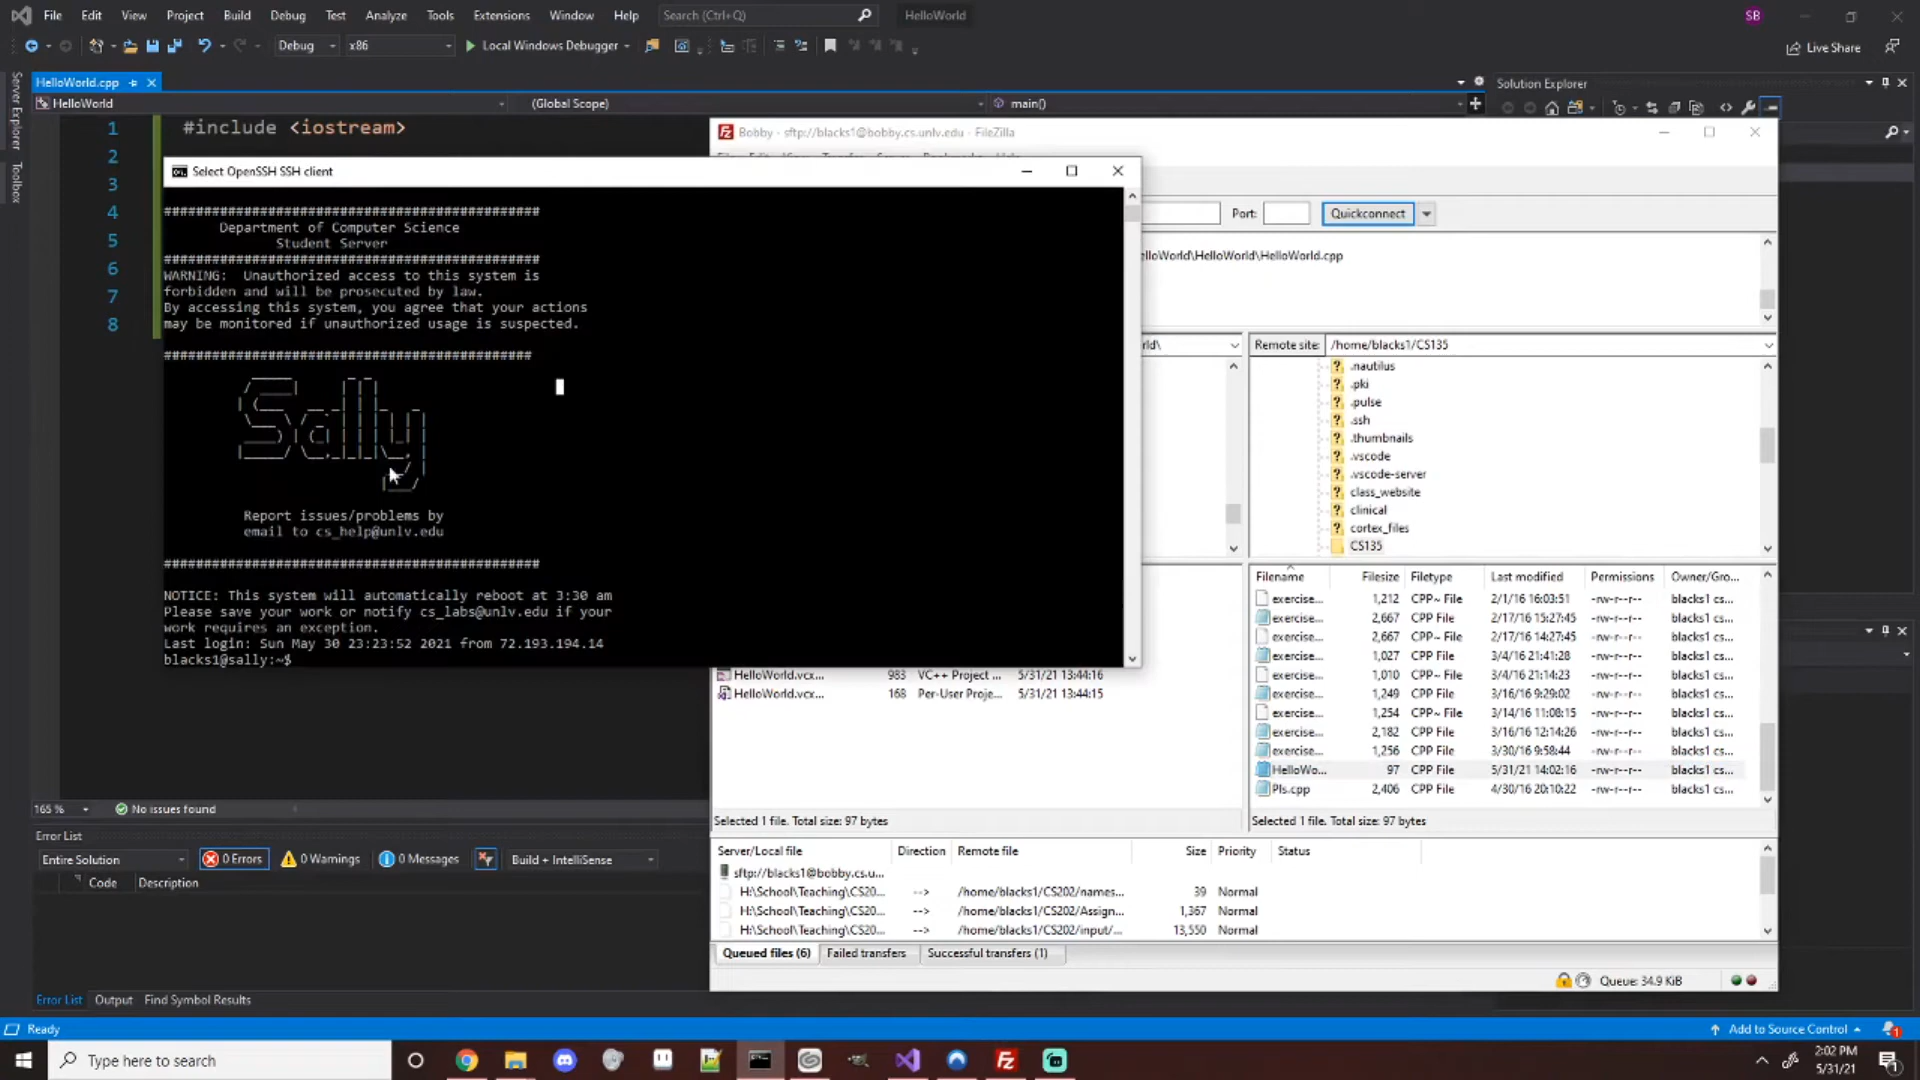 File Edit View Project Build Debug Test Analyze Tools Extensions Window Help Search (Ctrl+Q) HelloWorld SB
Debug x86 Local Windows Debugger Live Share
HelloWorld.cpp
Solution Explorer
HelloWorld (Global Scope) main()
Server Explorer
Toolbox
1 #include <iostream>
2
3
4
5
6
7
8
Bobby - sftp://blacks1@bobby.cs.unlv.edu - FileZilla
Select OpenSSH SSH client
Port: Quickconnect
###############################################
Department of Computer Science
Student Server
###############################################
WARNING: Unauthorized access to this system is
forbidden and will be prosecuted by law.
By accessing this system, you agree that your actions
may be monitored if unauthorized usage is suspected.
##############################################
Sally
Report issues/problems by
email to cs_help@unlv.edu
###############################################
NOTICE: This system will automatically reboot at 3:30 am
Please save your work or notify cs_labs@unlv.edu if your
work requires an exception.
Last login: Sun May 30 23:23:52 2021 from 72.193.194.14
blacks1@sally:~$
lloWorld\HelloWorld\HelloWorld.cpp
rld\
Remote site: /home/blacks1/CS135
.nautilus
.pki
.pulse
.ssh
.thumbnails
.vscode
.vscode-server
class_website
clinical
cortex_files
CS135
Filename Filesize Filetype Last modified Permissions Owner/Gro...
exercise... 1,212 CPP~ File 2/1/16 16:03:51 -rw-r--r-- blacks1 cs...
exercise... 2,667 CPP File 2/17/16 15:27:45 -rw-r--r-- blacks1 cs...
exercise... 2,667 CPP~ File 2/17/16 14:27:45 -rw-r--r-- blacks1 cs...
exercise... 1,027 CPP File 3/4/16 21:41:28 -rw-r--r-- blacks1 cs...
exercise... 1,010 CPP~ File 3/4/16 21:14:23 -rw-r--r-- blacks1 cs...
exercise... 1,249 CPP File 3/16/16 9:29:02 -rw-r--r-- blacks1 cs...
exercise... 1,254 CPP~ File 3/14/16 11:08:15 -rw-r--r-- blacks1 cs...
exercise... 2,182 CPP File 3/16/16 12:14:26 -rw-r--r-- blacks1 cs...
exercise... 1,256 CPP File 3/30/16 9:58:44 -rw-r--r-- blacks1 cs...
HelloWo... 97 CPP File 5/31/21 14:02:16 -rw-r--r-- blacks1 cs...
Pls.cpp 2,406 CPP File 4/30/16 20:10:22 -rw-r--r-- blacks1 cs...
HelloWorld.vcx... 983 VC++ Project ... 5/31/21 13:44:16
HelloWorld.vcx... 168 Per-User Proje... 5/31/21 13:44:15
Selected 1 file. Total size: 97 bytes
Selected 1 file. Total size: 97 bytes
Server/Local file Direction Remote file Size Priority Status
sftp://blacks1@bobby.cs.u...
H:\School\Teaching\CS20... --> /home/blacks1/CS202/names... 39 Normal
H:\School\Teaching\CS20... --> /home/blacks1/CS202/Assign... 1,367 Normal
H:\School\Teaching\CS20... --> /home/blacks1/CS202/input/... 13,550 Normal
Queued files (6) Failed transfers Successful transfers (1)
Queue: 34.9 KiB
165 % No issues found
Error List
Entire Solution 0 Errors 0 Warnings 0 Messages Build + IntelliSense
Code Description
Error List Output Find Symbol Results
Ready Add to Source Control 1
Type here to search
2:02 PM
5/31/21